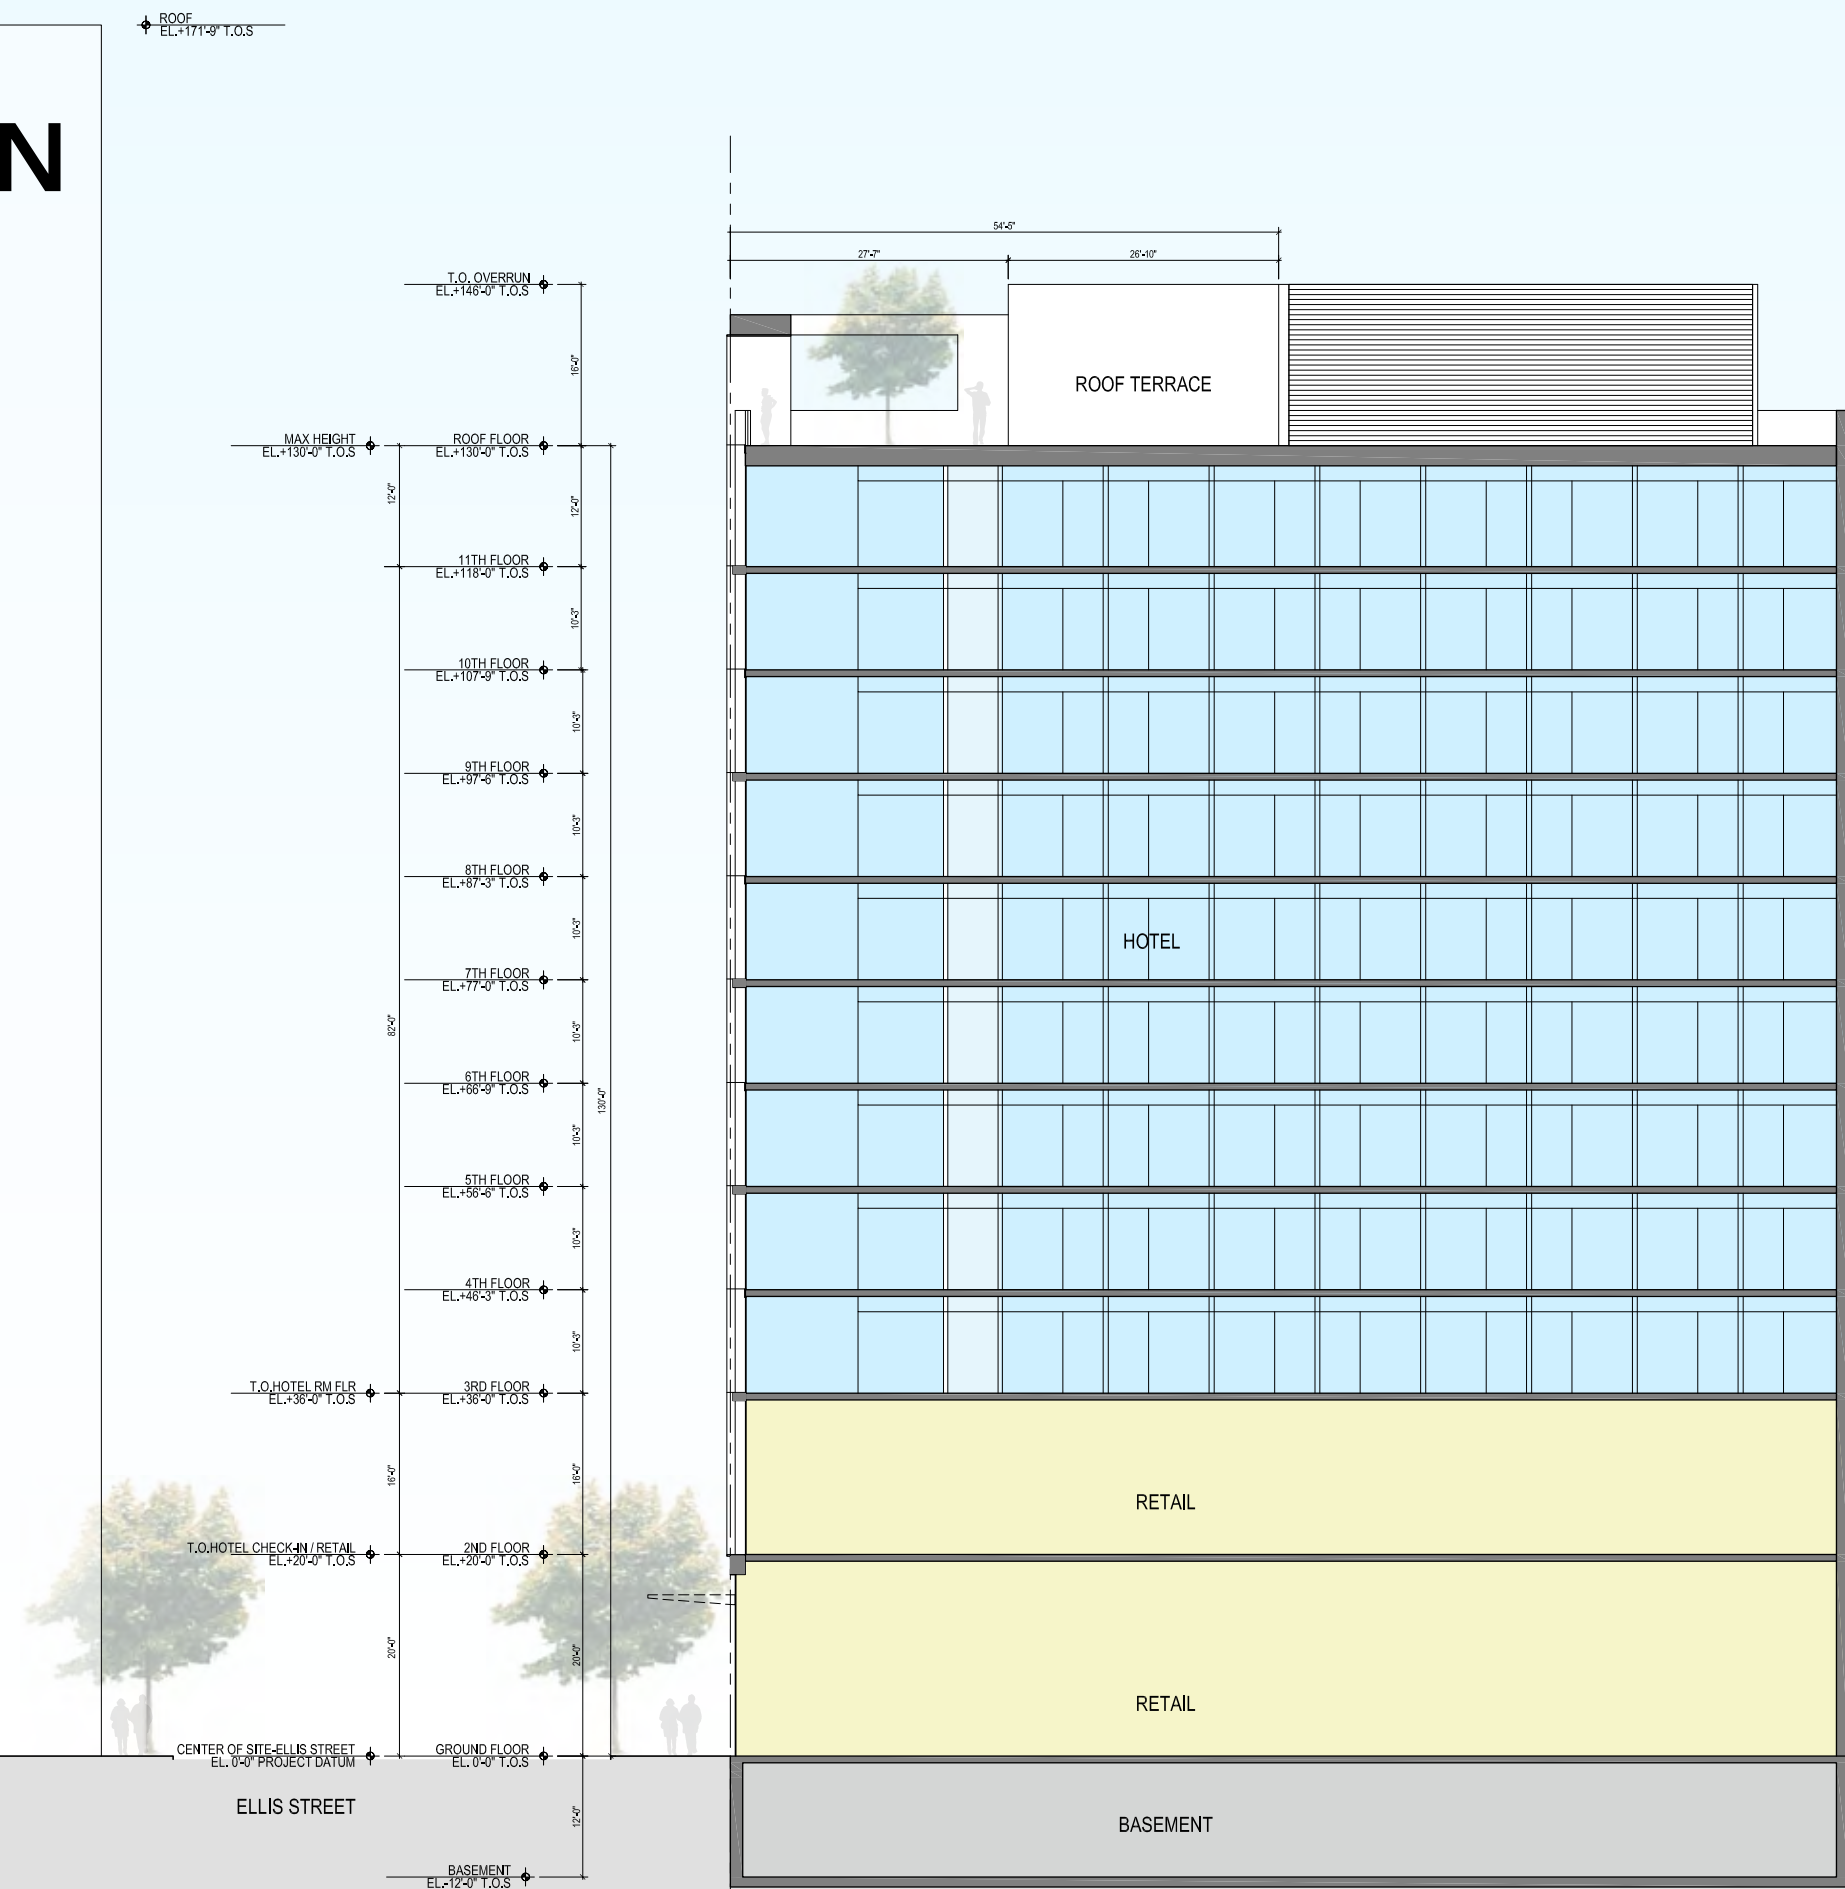 ROOF
EL.+171'-9" T.O.S
N
54'-5"
27'-7"
26'-10"
T.O. OVERRUN
EL.+146'-0" T.O.S
16'-0"
ROOF TERRACE
MAX HEIGHT
EL.+130'-0" T.O.S
ROOF FLOOR
EL.+130'-0" T.O.S
12'-0"
12'-0"
11TH FLOOR
EL.+118'-0" T.O.S
10'-3"
10TH FLOOR
EL.+107'-9" T.O.S
10'-3"
9TH FLOOR
EL.+97'-6" T.O.S
10'-3"
8TH FLOOR
EL.+87'-3" T.O.S
10'-3"
HOTEL
7TH FLOOR
EL.+77'-0" T.O.S
82'-0"
10'-3"
6TH FLOOR
EL.+66'-9" T.O.S
130'-0"
10'-3"
5TH FLOOR
EL.+56'-6" T.O.S
10'-3"
4TH FLOOR
EL.+46'-3" T.O.S
10'-3"
T.O.HOTEL RM FLR
EL.+36'-0" T.O.S
3RD FLOOR
EL.+36'-0" T.O.S
16'-0"
16'-0"
RETAIL
T.O.HOTEL CHECK-IN / RETAIL
EL.+20'-0" T.O.S
2ND FLOOR
EL.+20'-0" T.O.S
20'-0"
20'-0"
RETAIL
CENTER OF SITE-ELLIS STREET
EL. 0'-0" PROJECT DATUM
GROUND FLOOR
EL. 0'-0" T.O.S
ELLIS STREET
12'-0"
BASEMENT
BASEMENT
EL.-12'-0" T.O.S